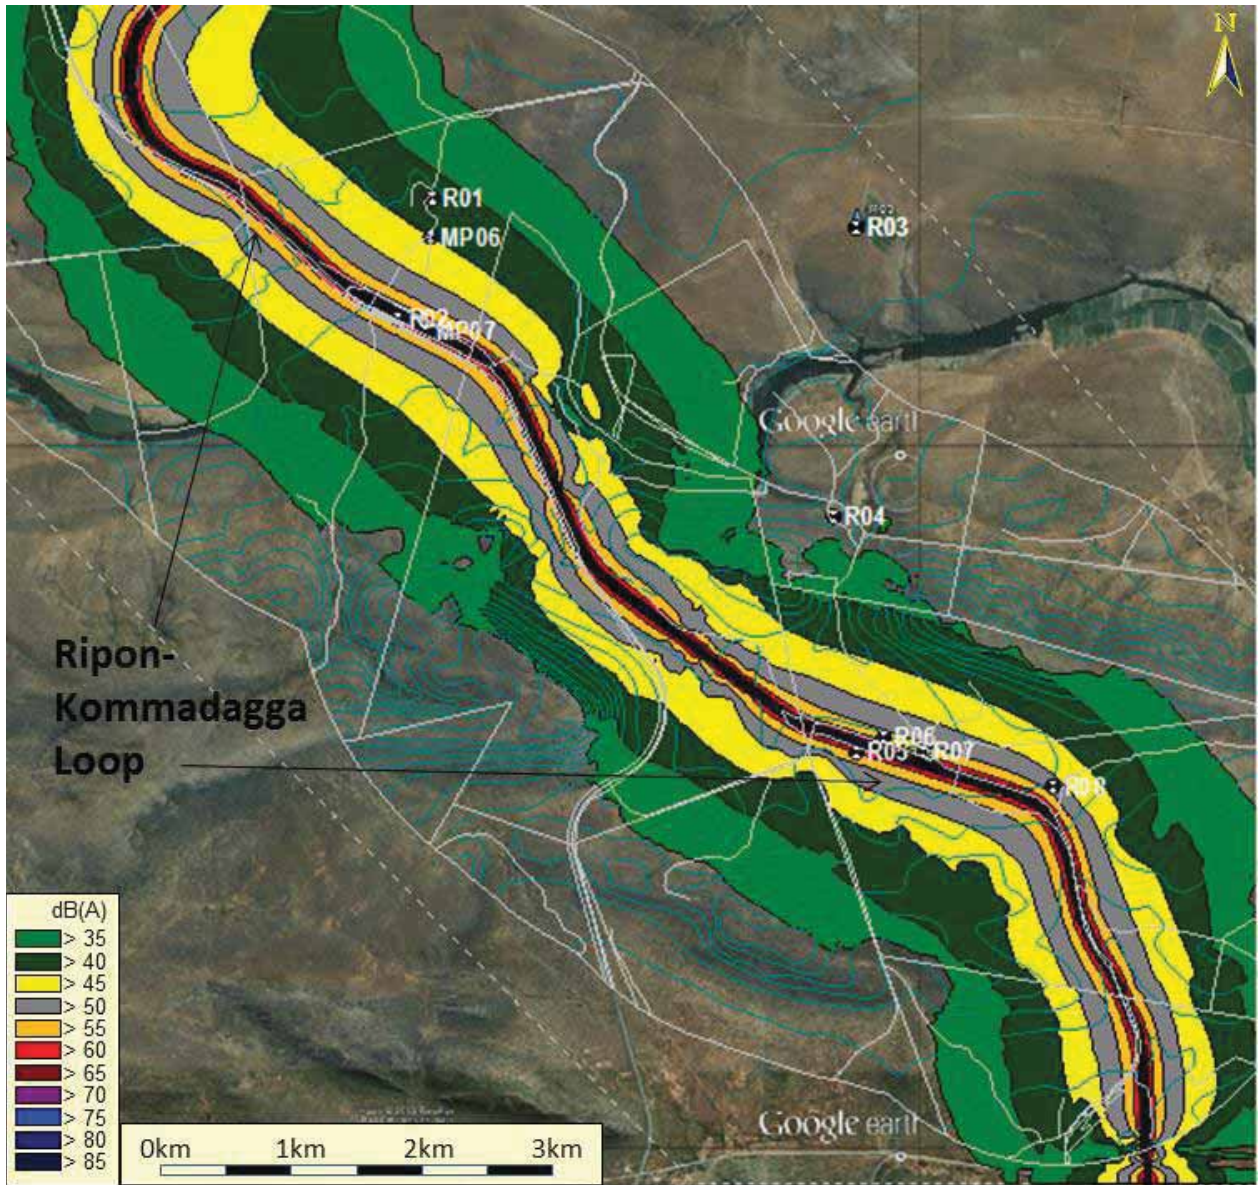 N
R01
MP06
R03
R02
MP07
Google earth
R04
Ripon-
Kommadagga
Loop
R06
R05
R07
R08
dB(A)
> 35
> 40
> 45
> 50
> 55
> 60
> 65
> 70
> 75
> 80
> 85
Google earth
0km 1km 2km 3km